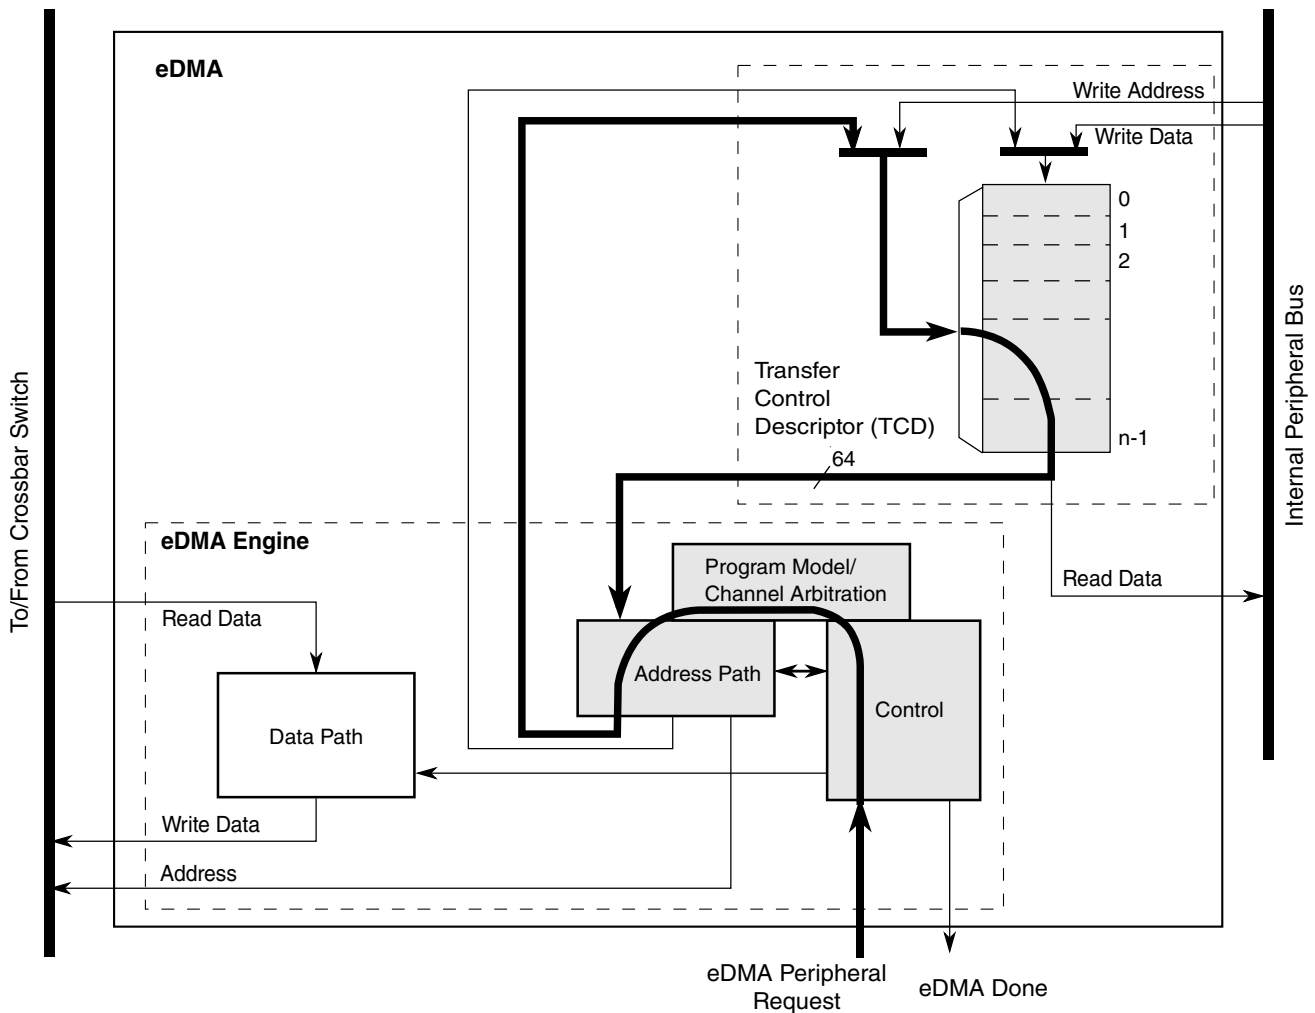 eDMA
Write Address
Write Data
0
1
2
n-1
Transfer
Control
Descriptor (TCD)
64
To/From Crossbar Switch
Internal Peripheral Bus
eDMA Engine
Program Model/
Channel Arbitration
Read Data
Read Data
Address Path
Control
Data Path
Write Data
Address
eDMA Peripheral
Request
eDMA Done